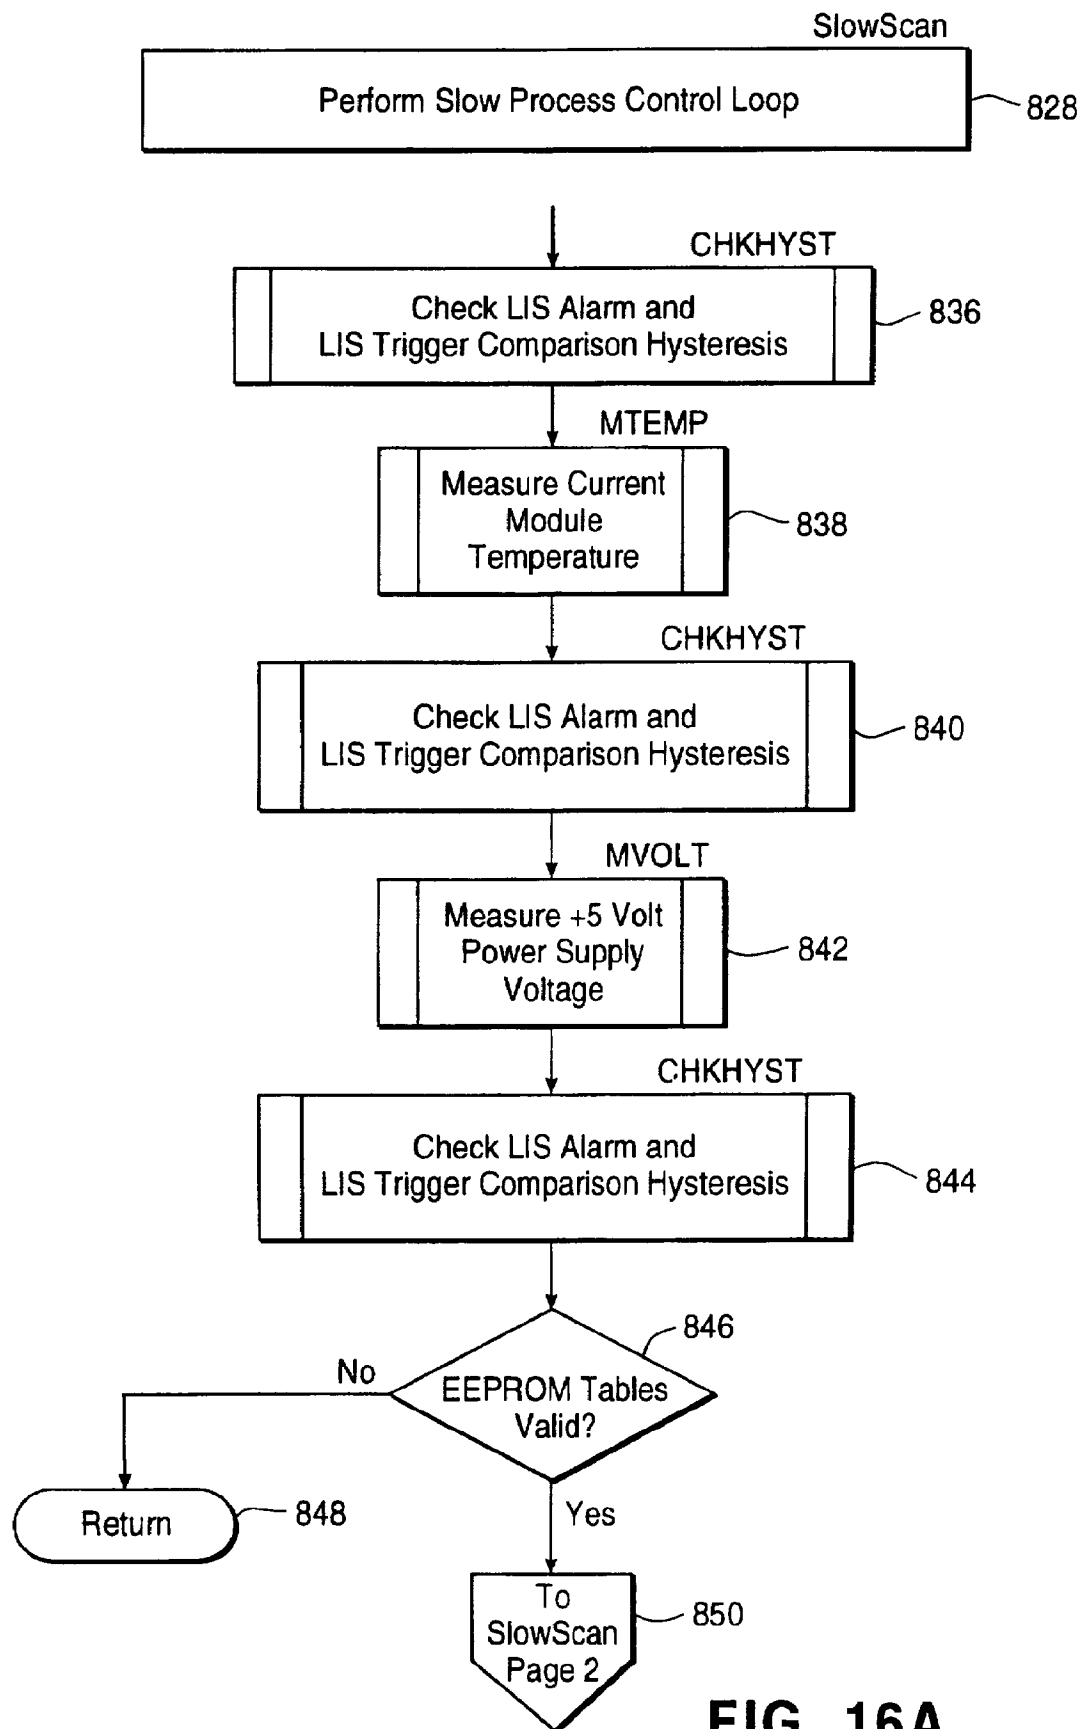 SlowScan
Perform Slow Process Control Loop
828
CHKHYST
Check LIS Alarm and
LIS Trigger Comparison Hysteresis
836
MTEMP
Measure Current
Module
Temperature
838
CHKHYST
Check LIS Alarm and
LIS Trigger Comparison Hysteresis
840
MVOLT
Measure +5 Volt
Power Supply
Voltage
842
CHKHYST
Check LIS Alarm and
LIS Trigger Comparison Hysteresis
844
846
No
EEPROM Tables
Valid?
Return
848
Yes
To
SlowScan
Page 2
850
FIG. 16A